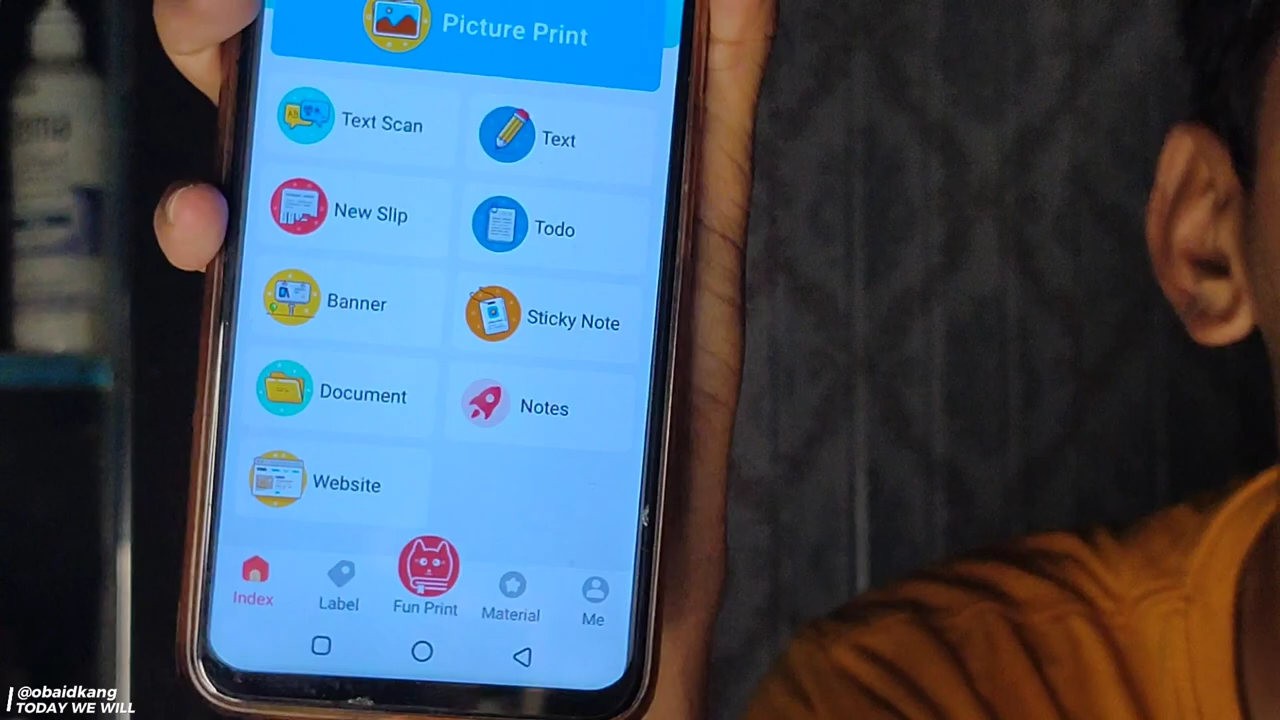 Picture Print
Text Scan
Text
New Slip
Todo
Banner
Sticky Note
Document
Notes
Website
Index
Label
Fun Print
Material
Me
@obaidkang
TODAY WE WILL